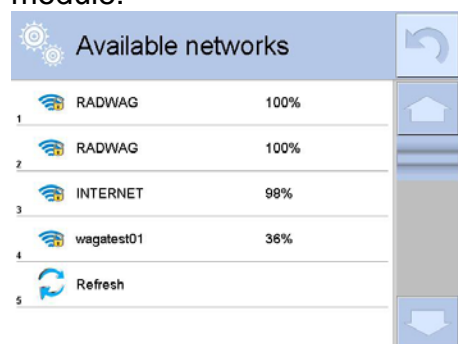 module.
Available networks
1 RADWAG 100%
2 RADWAG 100%
3 INTERNET 98%
4 wagatest01 36%
5 Refresh